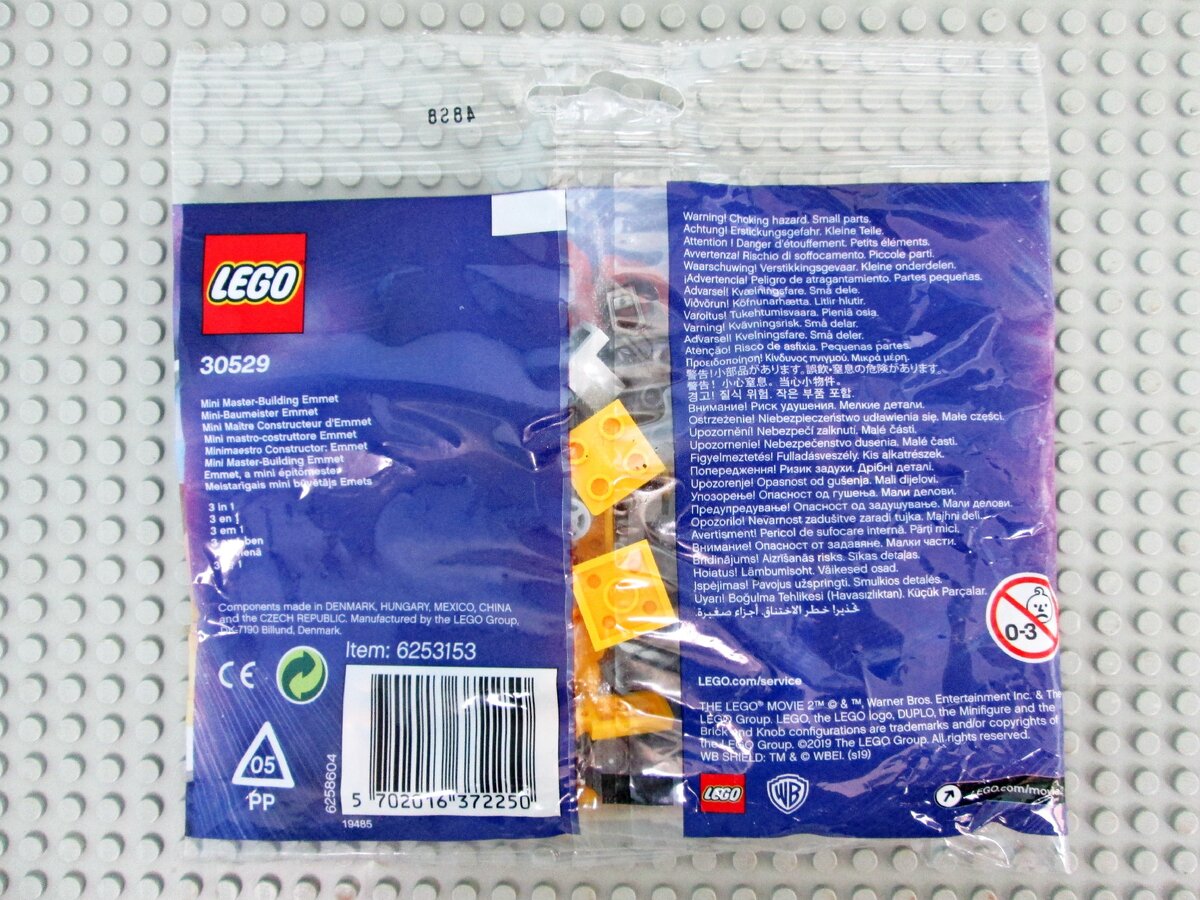 48S8
LEGO
30529
Mini Master-Building Emmet
Mini-Baumeister Emmet
Mini Maître Constructeur d'Emmet
Mini mastro-costruttore Emmet
Minimaestro Constructor: Emmet
Mini Master-Building Emmet
Emmet, a mini építőmester
Meistarīgais mini būvētājs Emets
3 in 1
3 en 1
3 em 1
3
3
Components made in DENMARK, HUNGARY, MEXICO, CHINA
and the CZECH REPUBLIC. Manufactured by the LEGO Group,
DK-7190 Billund, Denmark.
Item: 6253153
CE
05
PP
6258604
5 702016 372250
19485
Warning! Choking hazard. Small parts.
Achtung! Erstickungsgefahr. Kleine Teile.
Attention ! Danger d'étouffement. Petits éléments.
Avvertenza! Rischio di soffocamento. Piccole parti.
Waarschuwing! Verstikkingsgevaar. Kleine onderdelen.
¡Advertencia! Peligro de atragantamiento. Partes pequeñas.
Advarsel! Kvælningsfare. Små dele.
Viðvörun! Köfnunarhætta. Litlir hlutir.
Varoitus! Tukehtumisvaara. Pieniä osia.
Varning! Kvävningsrisk. Små delar.
Advarsel! Kvelningsfare. Små deler.
Atenção! Risco de asfixia. Pequenas partes.
Προειδοποίηση! Κίνδυνος πνιγμού. Μικρά μέρη.
警告!小部品があります。誤飲・窒息の危険があります。
警告! 小心窒息。当心小物件。
경고! 질식 위험. 작은 부품 포함.
Внимание! Риск удушения. Мелкие детали.
Ostrzeżenie! Niebezpieczeństwo udławienia się. Małe części.
Upozornění! Nebezpečí zalknutí. Malé části.
Upozornenie! Nebezpečenstvo dusenia. Malé časti.
Figyelmeztetés! Fulladásveszély. Kis alkatrészek.
Попередження! Ризик задухи. Дрібні деталі.
Upozorenje! Opasnost od gušenja. Mali dijelovi.
Упозорење! Опасност од гушења. Мали делови.
Предупредување! Опасност од задушување. Мали делови.
Opozorilo! Nevarnost zadušitve zaradi tujka. Majhni deli.
Avertisment! Pericol de sufocare internă. Părți mici.
Внимание! Опасност от задавяне. Малки части.
Brīdinājums! Aizrīšanās risks. Sīkas detaļas.
Hoiatus! Lämbumisoht. Väikesed osad.
Įspėjimas! Pavojus užspringti. Smulkios detalės.
Uyarı! Boğulma Tehlikesi (Havasızlıktan). Küçük Parçalar.
تحذير! خطر الاختناق. أجزاء صغيرة.
0-3
LEGO.com/service
THE LEGO® MOVIE 2™ © & ™ Warner Bros. Entertainment Inc. & The
LEGO Group. LEGO, the LEGO logo, DUPLO, the Minifigure and the
Brick and Knob configurations are trademarks and/or copyrights of
the LEGO Group. ©2019 The LEGO Group. All rights reserved.
WB SHIELD: TM & © WBEI. (s19)
LEGO
WB
LEGO.com/movie